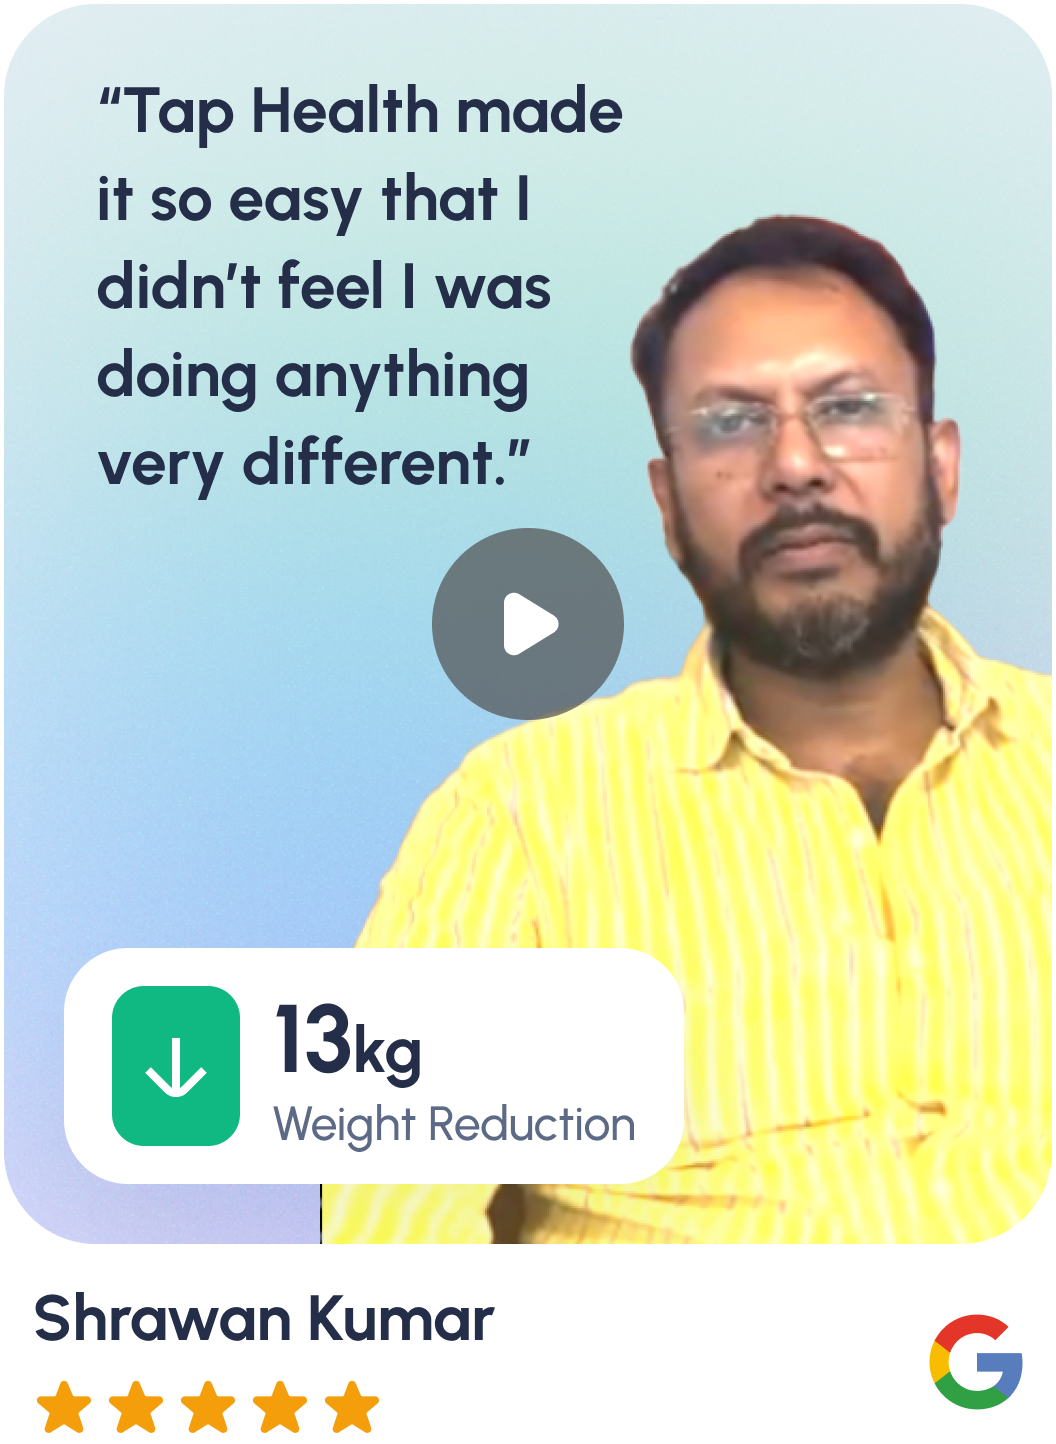 “Tap Health made
it so easy that I
didn’t feel I was
doing anything
very different.”
13kg
Weight Reduction
Shrawan Kumar